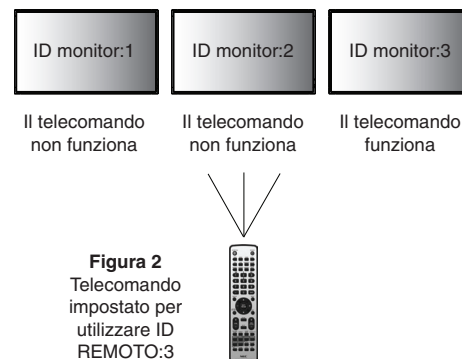 ID monitor:1
ID monitor:2
ID monitor:3
Il telecomando
non funziona
Il telecomando
non funziona
Il telecomando
funziona
Figura 2
Telecomando
impostato per
utilizzare ID
REMOTO:3